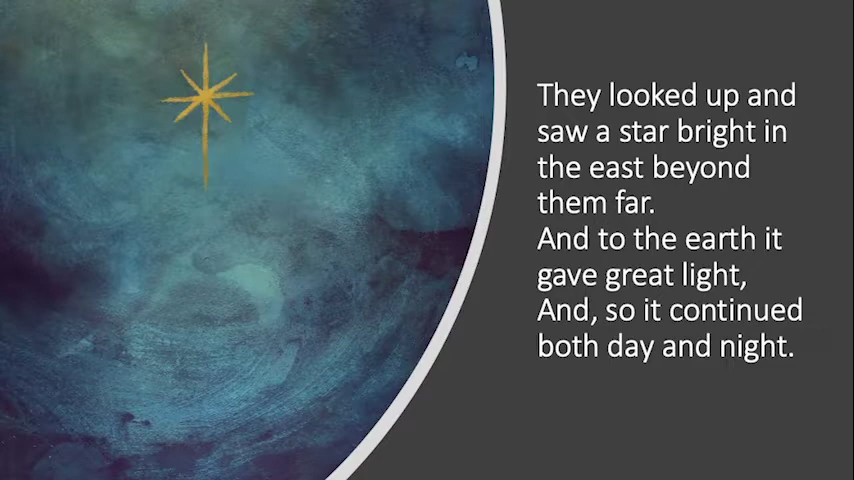 They looked up and
saw a star bright in
the east beyond
them far.
And to the earth it
gave great light,
And, so it continued
both day and night.